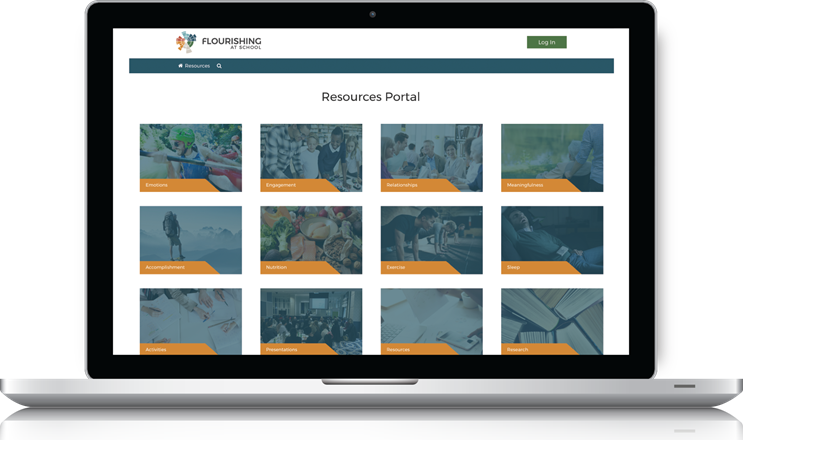 FLOURISHING
AT SCHOOL
Log In
Resources
Resources Portal
Emotions
Engagement
Relationships
Meaningfulness
Accomplishment
Nutrition
Exercise
Sleep
Activities
Presentations
Resources
Research